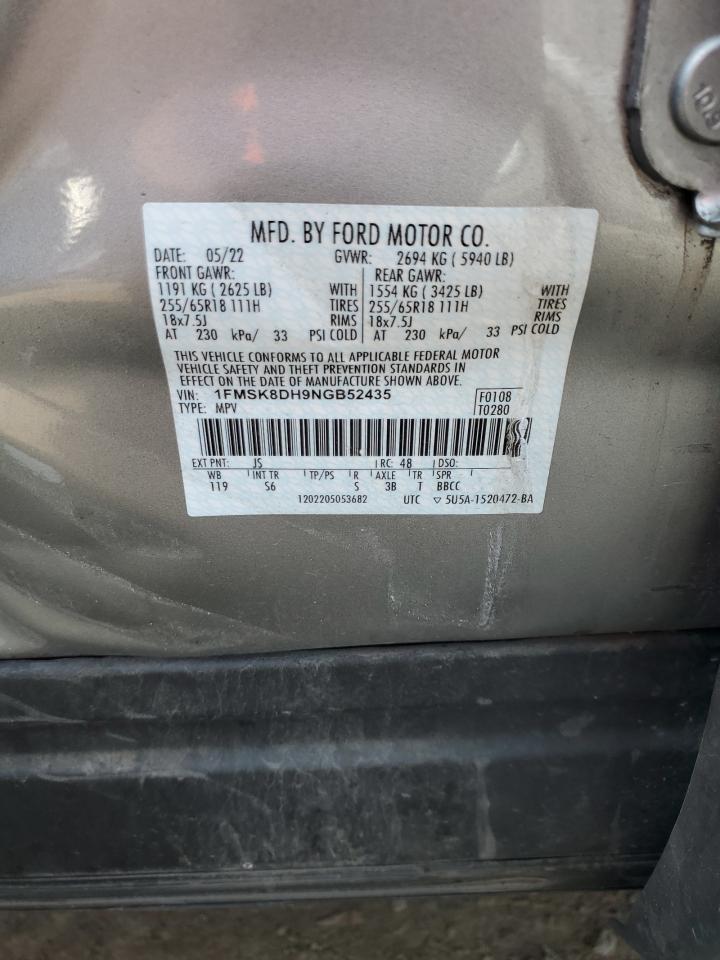 MFD. BY FORD MOTOR CO.
DATE: 05/22 GVWR: 2694 KG ( 5940 LB)
FRONT GAWR: REAR GAWR:
1191 KG ( 2625 LB) WITH 1554 KG ( 3425 LB) WITH
255/65R18 111H TIRES 255/65R18 111H TIRES
18x7.5J RIMS 18x7.5J RIMS
AT 230 kPa/ 33 PSI COLD AT 230 kPa/ 33 PSI COLD
THIS VEHICLE CONFORMS TO ALL APPLICABLE FEDERAL MOTOR
VEHICLE SAFETY AND THEFT PREVENTION STANDARDS IN
EFFECT ON THE DATE OF MANUFACTURE SHOWN ABOVE.
VIN: 1FMSK8DH9NGB52435 F0108
TYPE: MPV T0280
EXT PNT: JS RC: 48 DSO:
WB INT TR TP/PS R AXLE TR SPR
119 S6 S 3B T BBCC
1202205053682 UTC ▽ 5U5A-1520472-BA